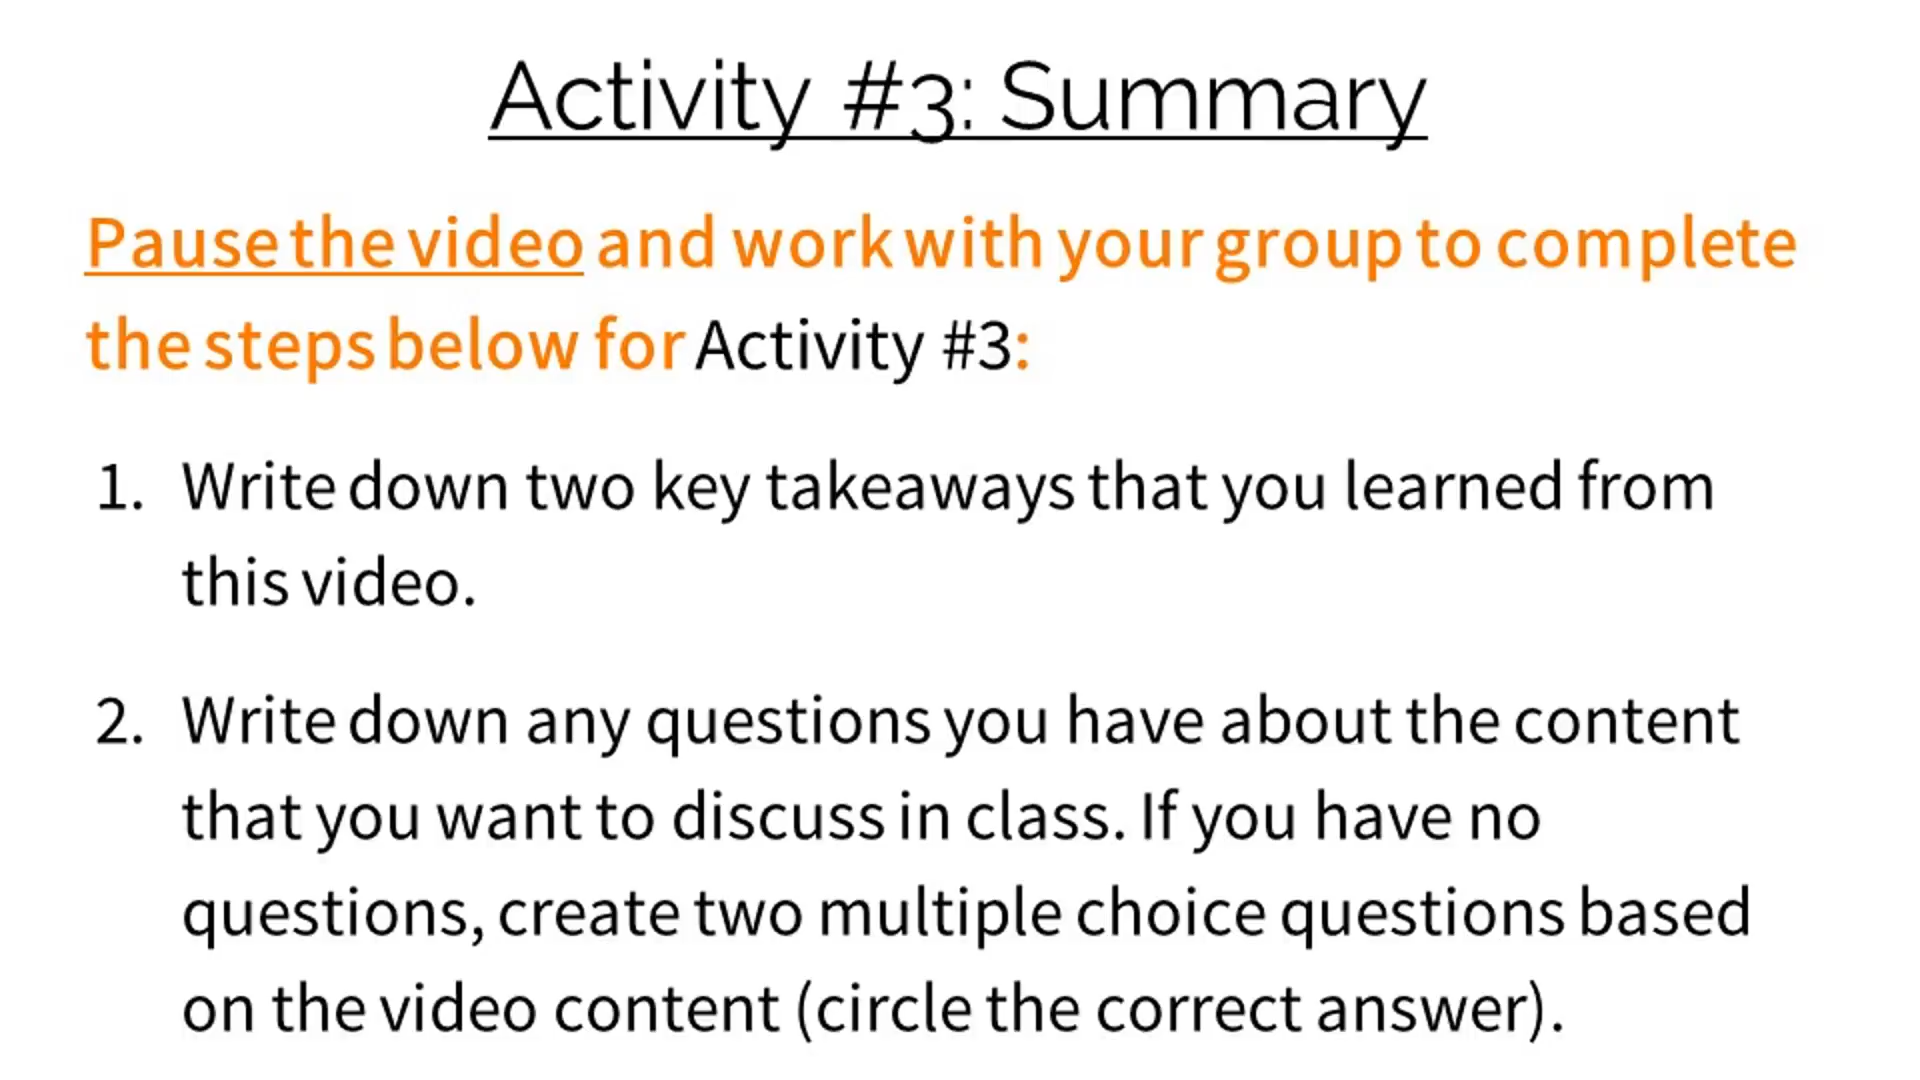 Activity #3: Summary
Pause the video and work with your group to complete
the steps below for Activity #3:
1. Write down two key takeaways that you learned from
this video.
2. Write down any questions you have about the content
that you want to discuss in class. If you have no
questions, create two multiple choice questions based
on the video content (circle the correct answer).